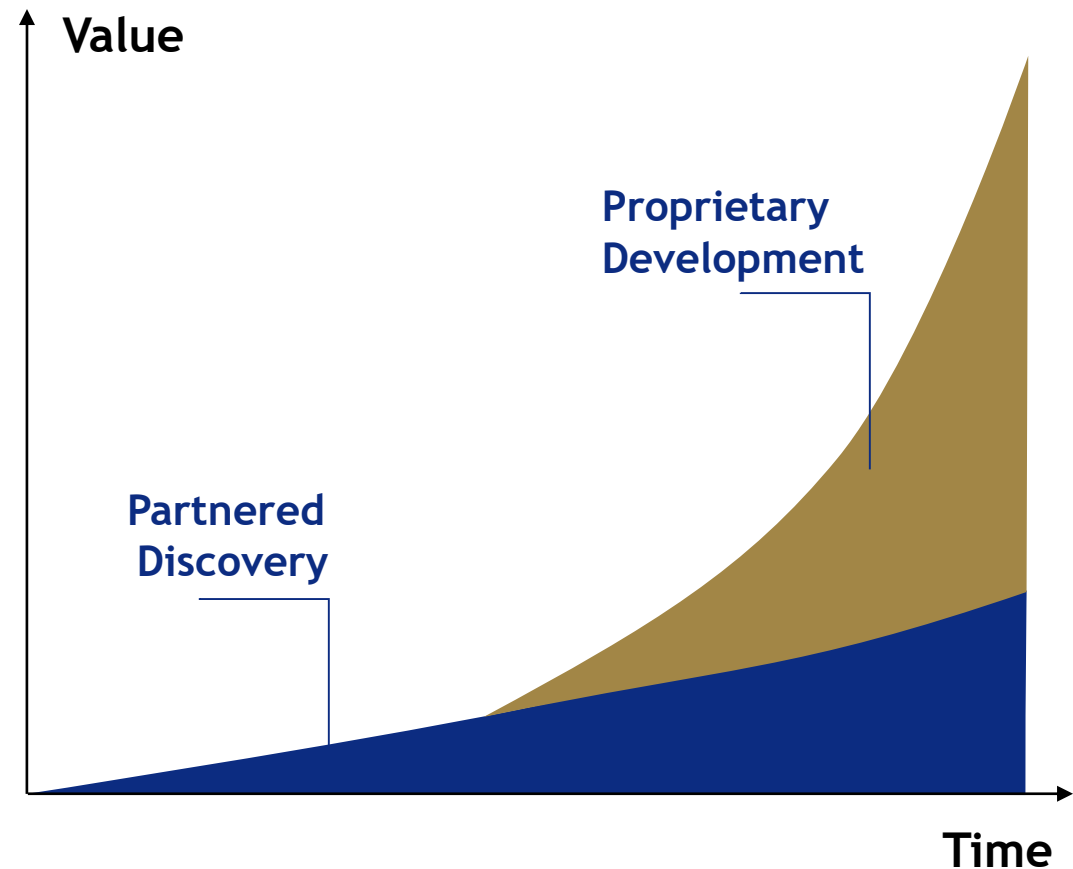 Value
Proprietary
Development
Partnered
Discovery
Time